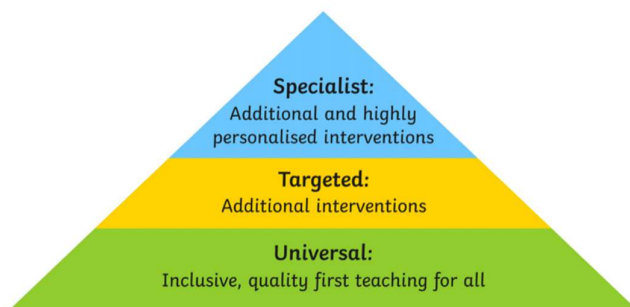 Specialist:
Additional and highly
personalised interventions
Targeted:
Additional interventions
Universal:
Inclusive, quality first teaching for all